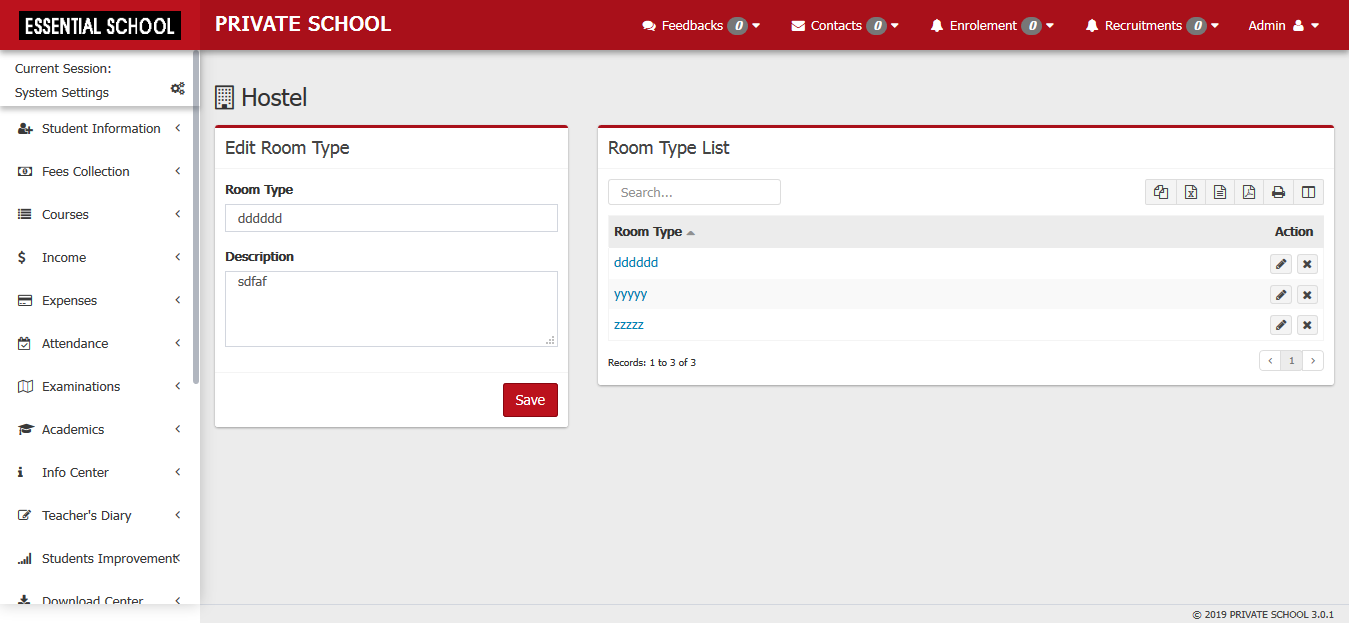 ESSENTIAL SCHOOL
PRIVATE SCHOOL
Feedbacks 0
Contacts 0
Enrolement 0
Recruitments 0
Admin
Current Session:
System Settings
Student Information
Fees Collection
Courses
Income
Expenses
Attendance
Examinations
Academics
Info Center
Teacher's Diary
Students Improvement
Download Center
Hostel
Edit Room Type
Room Type
dddddd
Description
sdfaf
Save
Room Type List
Search...
Room Type Action
dddddd
yyyyy
zzzzz
Records: 1 to 3 of 3
1
© 2019 PRIVATE SCHOOL 3.0.1